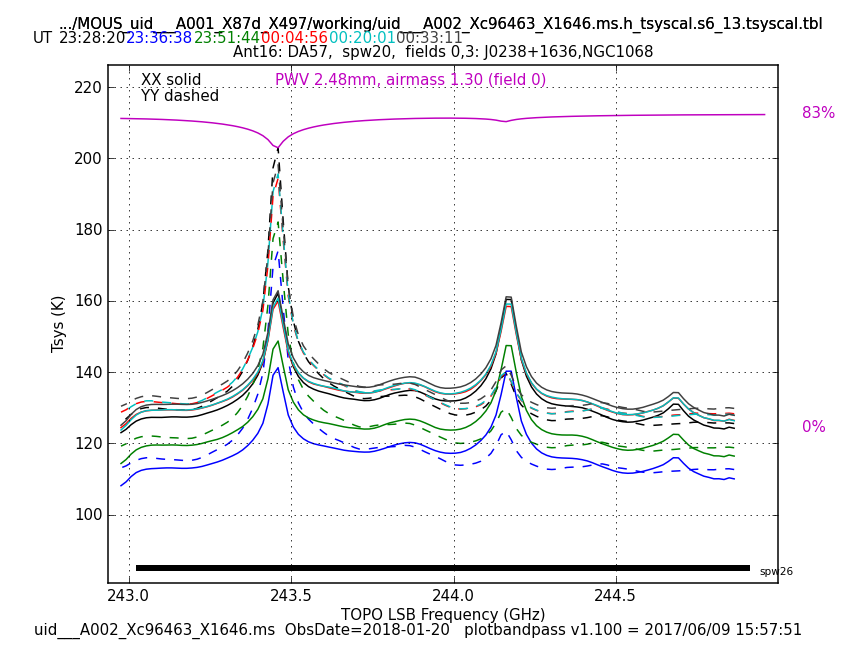 .../MOUS_uid___A001_X87d_X497/working/uid___A002_Xc96463_X1646.ms.h_tsyscal.s6_13.tsyscal.tbl
UT 23:28:20 23:36:38 23:51:44 00:04:56 00:20:01 00:33:11
Ant16: DA57, spw20, fields 0,3: J0238+1636,NGC1068
XX solid
PWV 2.48mm, airmass 1.30 (field 0)
YY dashed
220
200
180
160
140
120
100
Tsys (K)
83%
0%
spw26
243.0 243.5 244.0 244.5
TOPO LSB Frequency (GHz)
uid___A002_Xc96463_X1646.ms ObsDate=2018-01-20 plotbandpass v1.100 = 2017/06/09 15:57:51